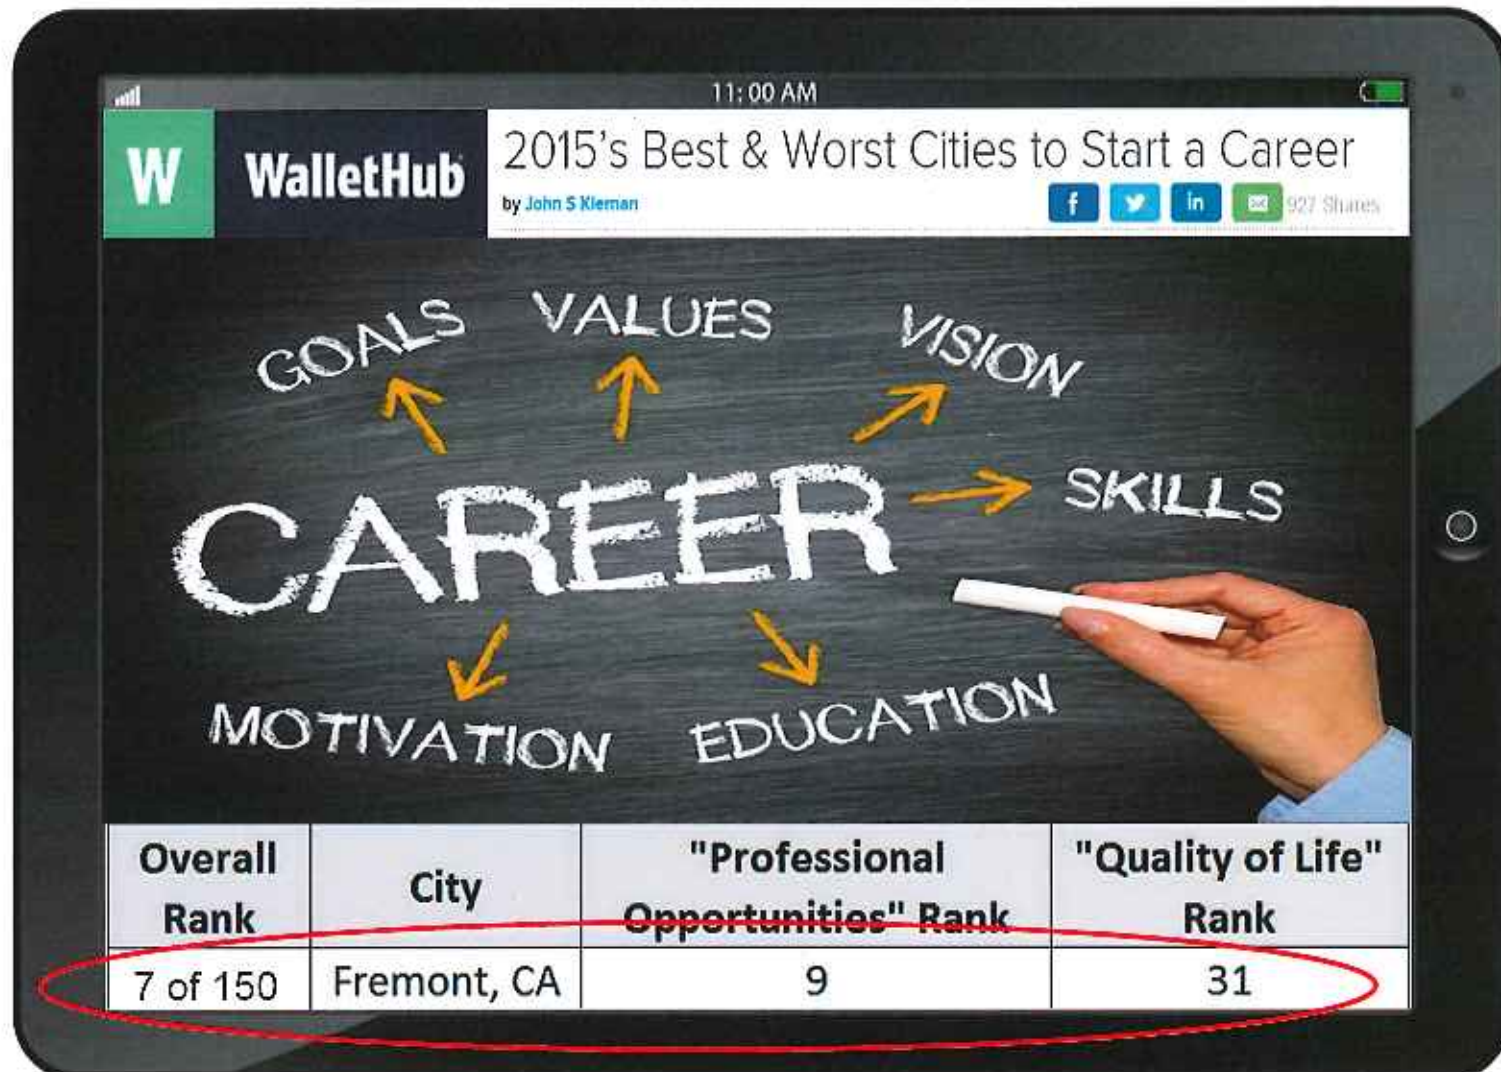 11:00 AM
W WalletHub
2015's Best & Worst Cities to Start a Career
by John S Kiernan
927 Shares
GOALS VALUES VISION
CAREER SKILLS
MOTIVATION EDUCATION
Overall Rank City "Professional Opportunities" Rank "Quality of Life" Rank
7 of 150 Fremont, CA 9 31